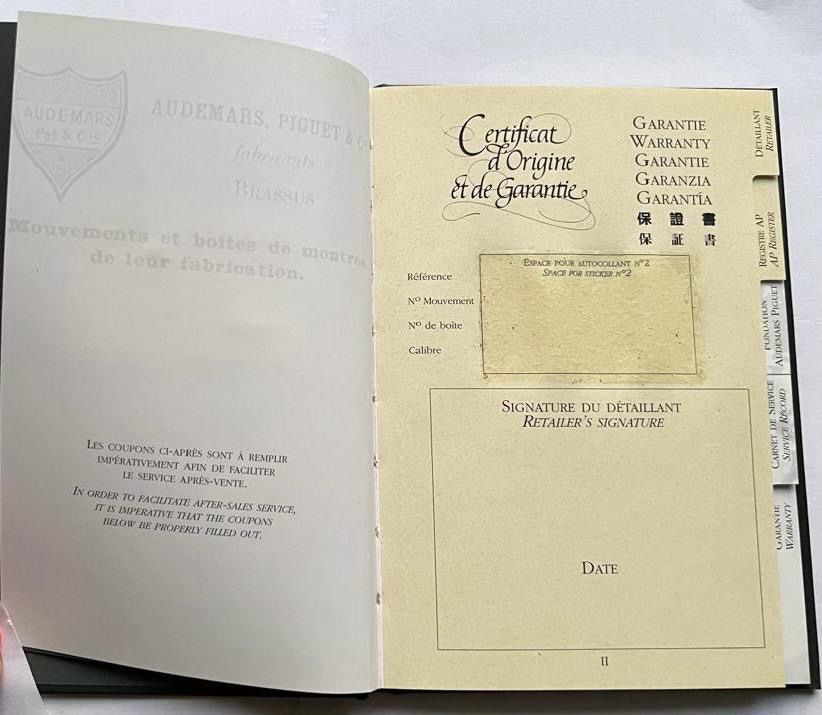 AUDEMARS
PGS & CIE
AUDEMARS, PIGUET & C
fabricants
BRASSUS
Mouvements et boîtes de montres
de leur fabrication.
LES COUPONS CI-APRÈS SONT À REMPLIR
IMPÉRATIVEMENT AFIN DE FACILITER
LE SERVICE APRÈS-VENTE.
IN ORDER TO FACILITATE AFTER-SALES SERVICE,
IT IS IMPERATIVE THAT THE COUPONS
BELOW BE PROPERLY FILLED OUT.
Certificat
d'Origine
et de Garantie
GARANTIE
WARRANTY
GARANTIE
GARANZIA
GARANTÍA
保 證 書
保 証 書
ESPACE POUR AUTOCOLLANT N°2
SPACE FOR STICKER N°2
Référence
No Mouvement
No de boîte
Calibre
SIGNATURE DU DÉTAILLANT
RETAILER'S SIGNATURE
DATE
II
DÉTAILLANT
RETAILER
REGISTRE AP
AP REGISTER
FONDATION
AUDEMARS PIGUET
CARNET DE SERVICE
SERVICE RECORD
GARANTIE
WARRANTY